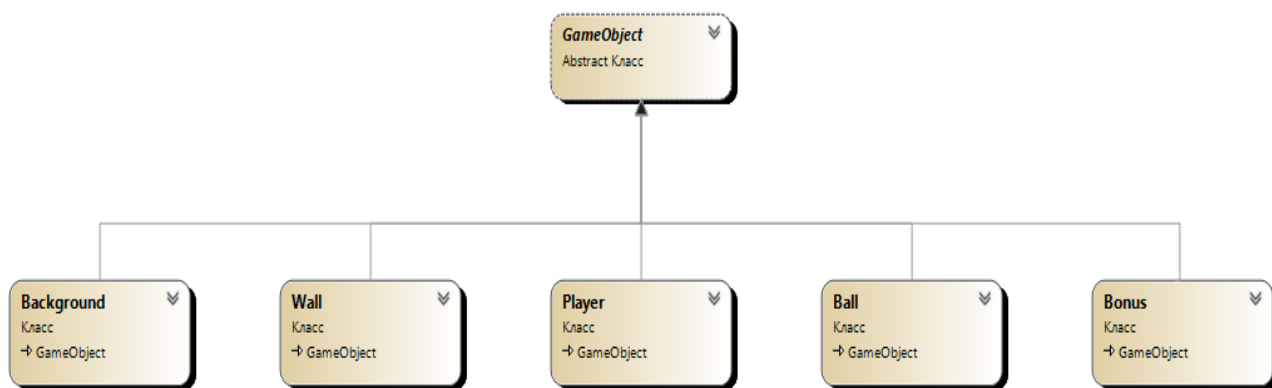 GameObject
Abstract Класс
Background
Класс
GameObject
Wall
Класс
GameObject
Player
Класс
GameObject
Ball
Класс
GameObject
Bonus
Класс
GameObject